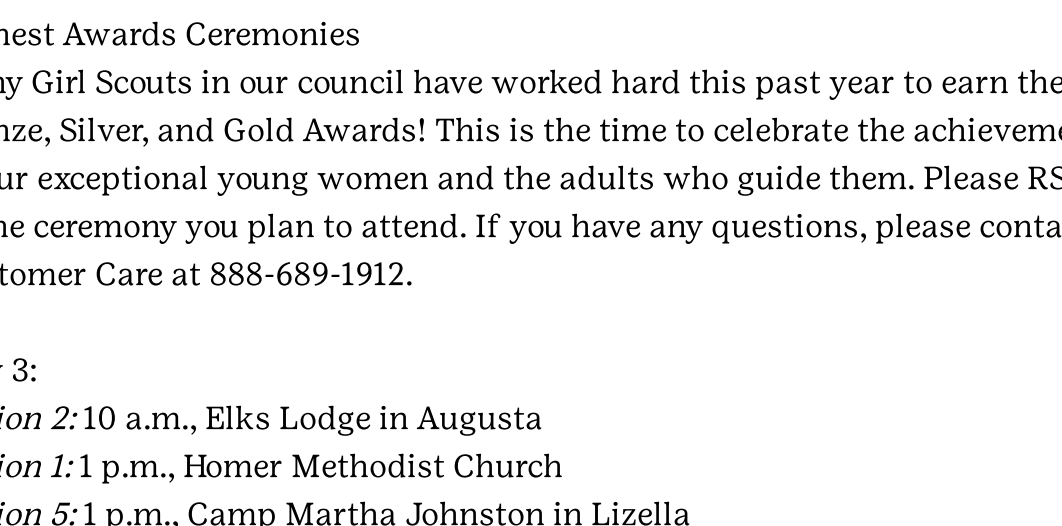 nest Awards Ceremonies
ny Girl Scouts in our council have worked hard this past year to earn the
nze, Silver, and Gold Awards! This is the time to celebrate the achieveme
ur exceptional young women and the adults who guide them. Please RS
he ceremony you plan to attend. If you have any questions, please conta
tomer Care at 888-689-1912.
3:
ion 2: 10 a.m., Elks Lodge in Augusta
ion 1: 1 p.m., Homer Methodist Church
ion 5: 1 p.m., Camp Martha Johnston in Lizella